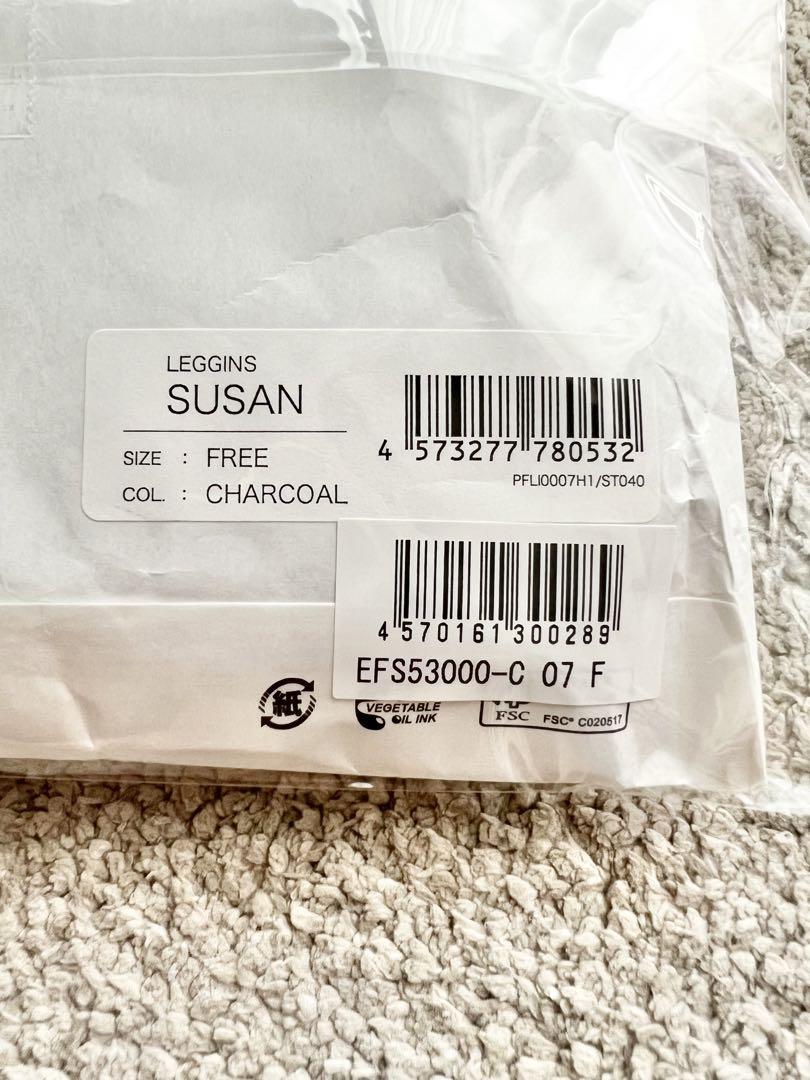 LEGGINS
SUSAN
SIZE : FREE
COL. : CHARCOAL
4 573277 780532
PFLI0007H1/ST040
4 570161 300289
EFS53000-C 07 F
紙
VEGETABLE
OIL INK
FSC FSC® C020517